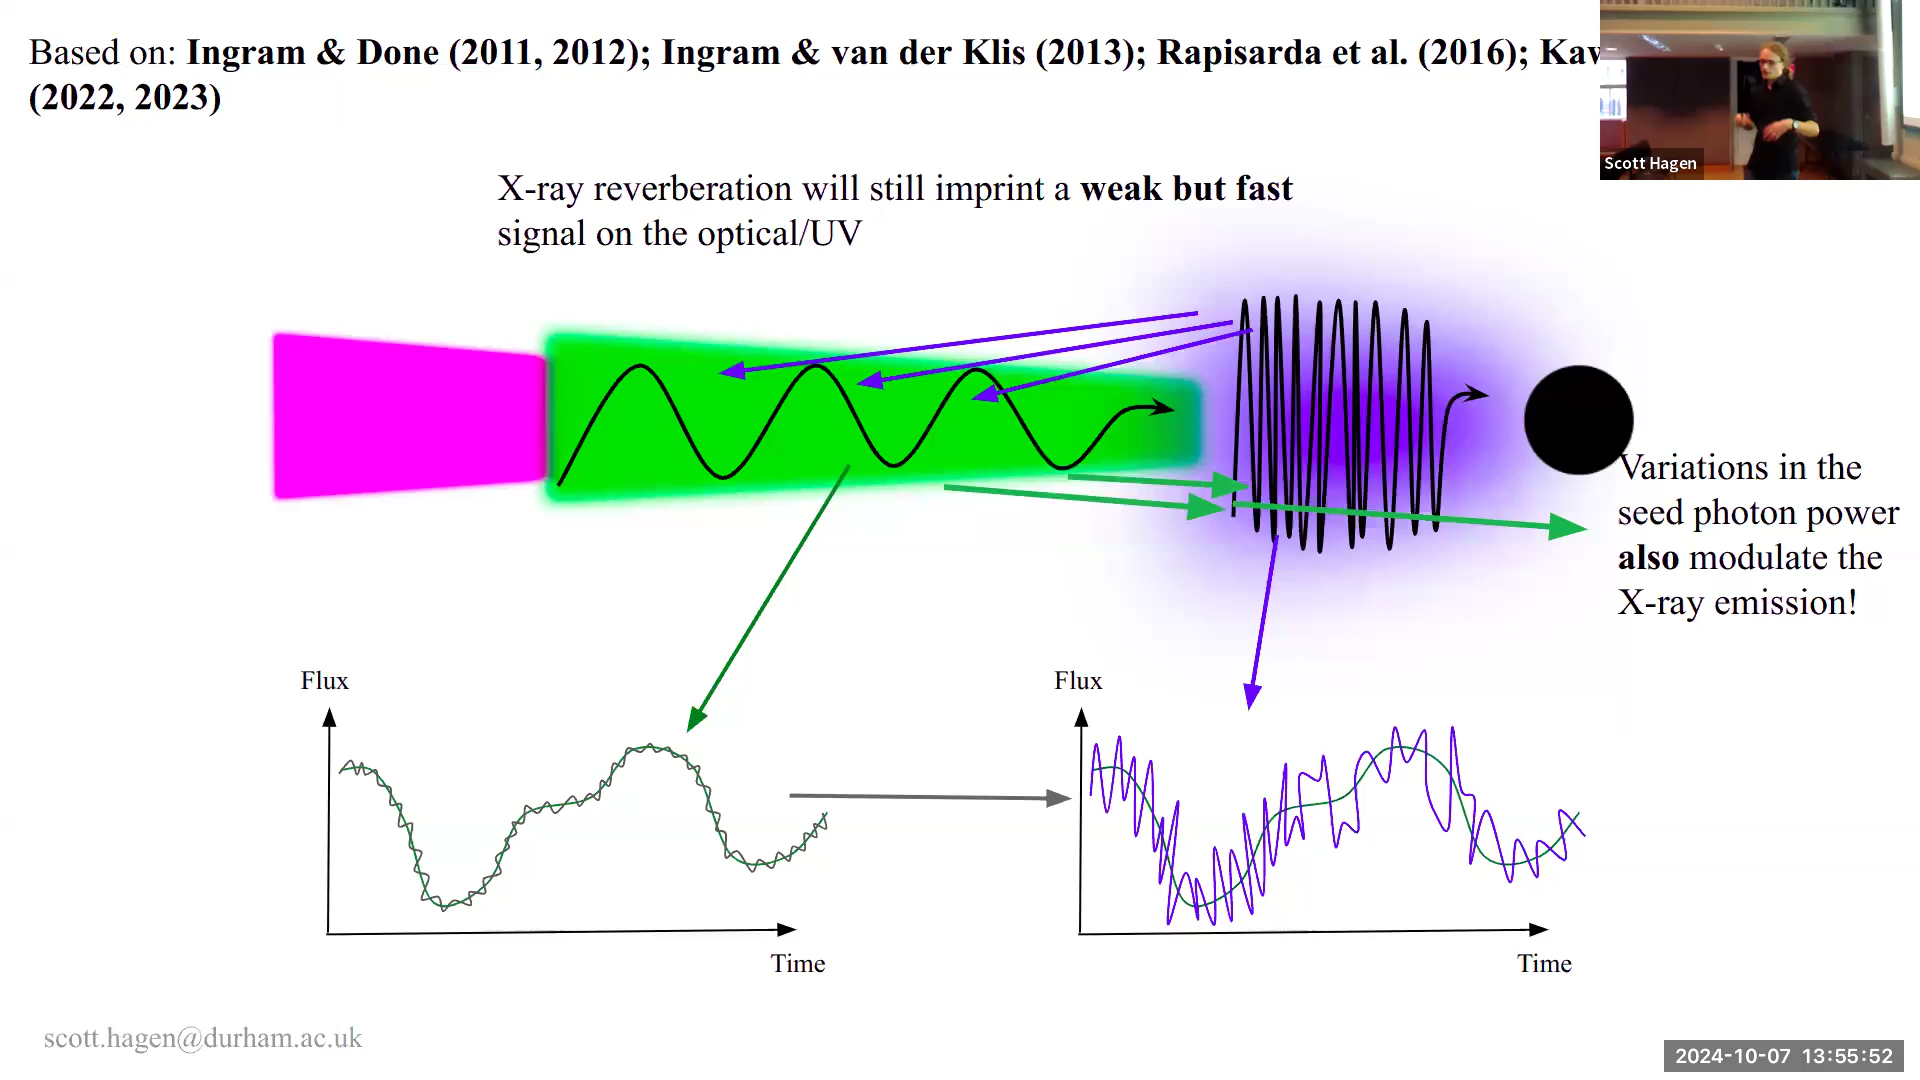 Based on: Ingram & Done (2011, 2012); Ingram & van der Klis (2013); Rapisarda et al. (2016);
(2022, 2023)
Scott Hagen
X-ray reverberation will still imprint a weak but fast
signal on the optical/UV
Variations in the
seed photon power
also modulate the
X-ray emission!
Flux
Time
Flux
Time
scott.hagen@durham.ac.uk
2024-10-07 13:55:52